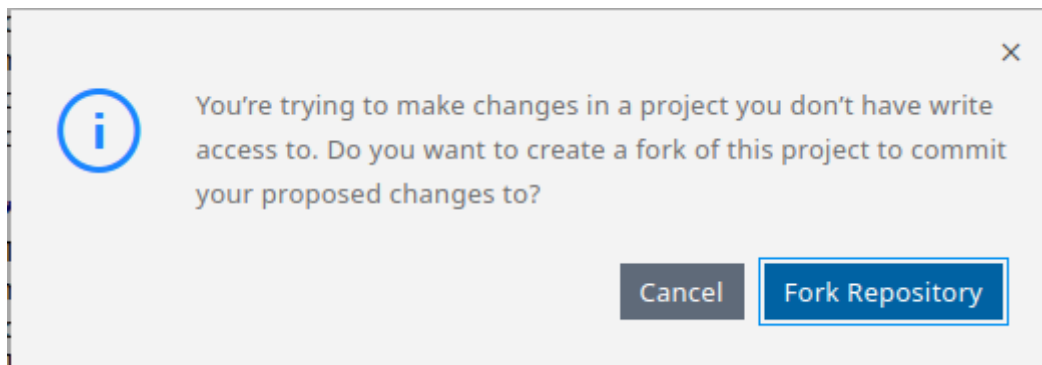 You’re trying to make changes in a project you don’t have write
access to. Do you want to create a fork of this project to commit
your proposed changes to?
Cancel Fork Repository